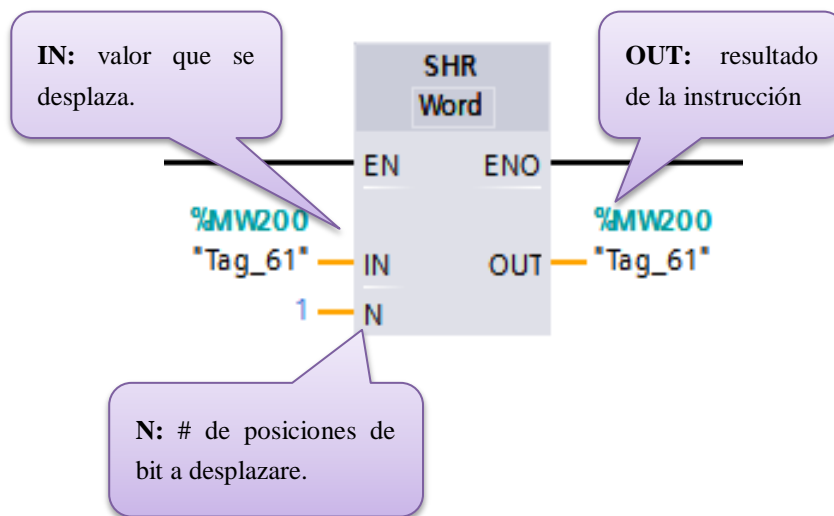 IN: valor que se
desplaza.
OUT: resultado
de la instrucción
SHR
Word
EN ENO
%MW200
"Tag_61"
IN
OUT
%MW200
"Tag_61"
1
N
N: # de posiciones de
bit a desplazare.